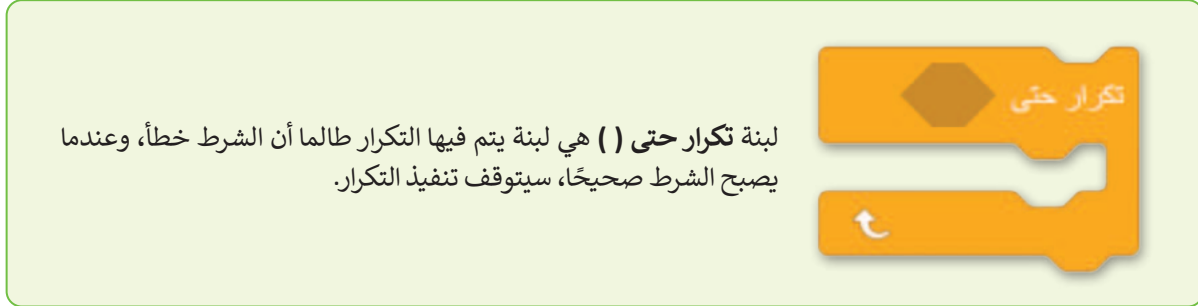 تكرار حتى
لبنة تكرار حتى ( ) هي لبنة يتم فيها التكرار طالما أن الشرط خطأ، وعندما
يصبح الشرط صحيحًا، سيتوقف تنفيذ التكرار.